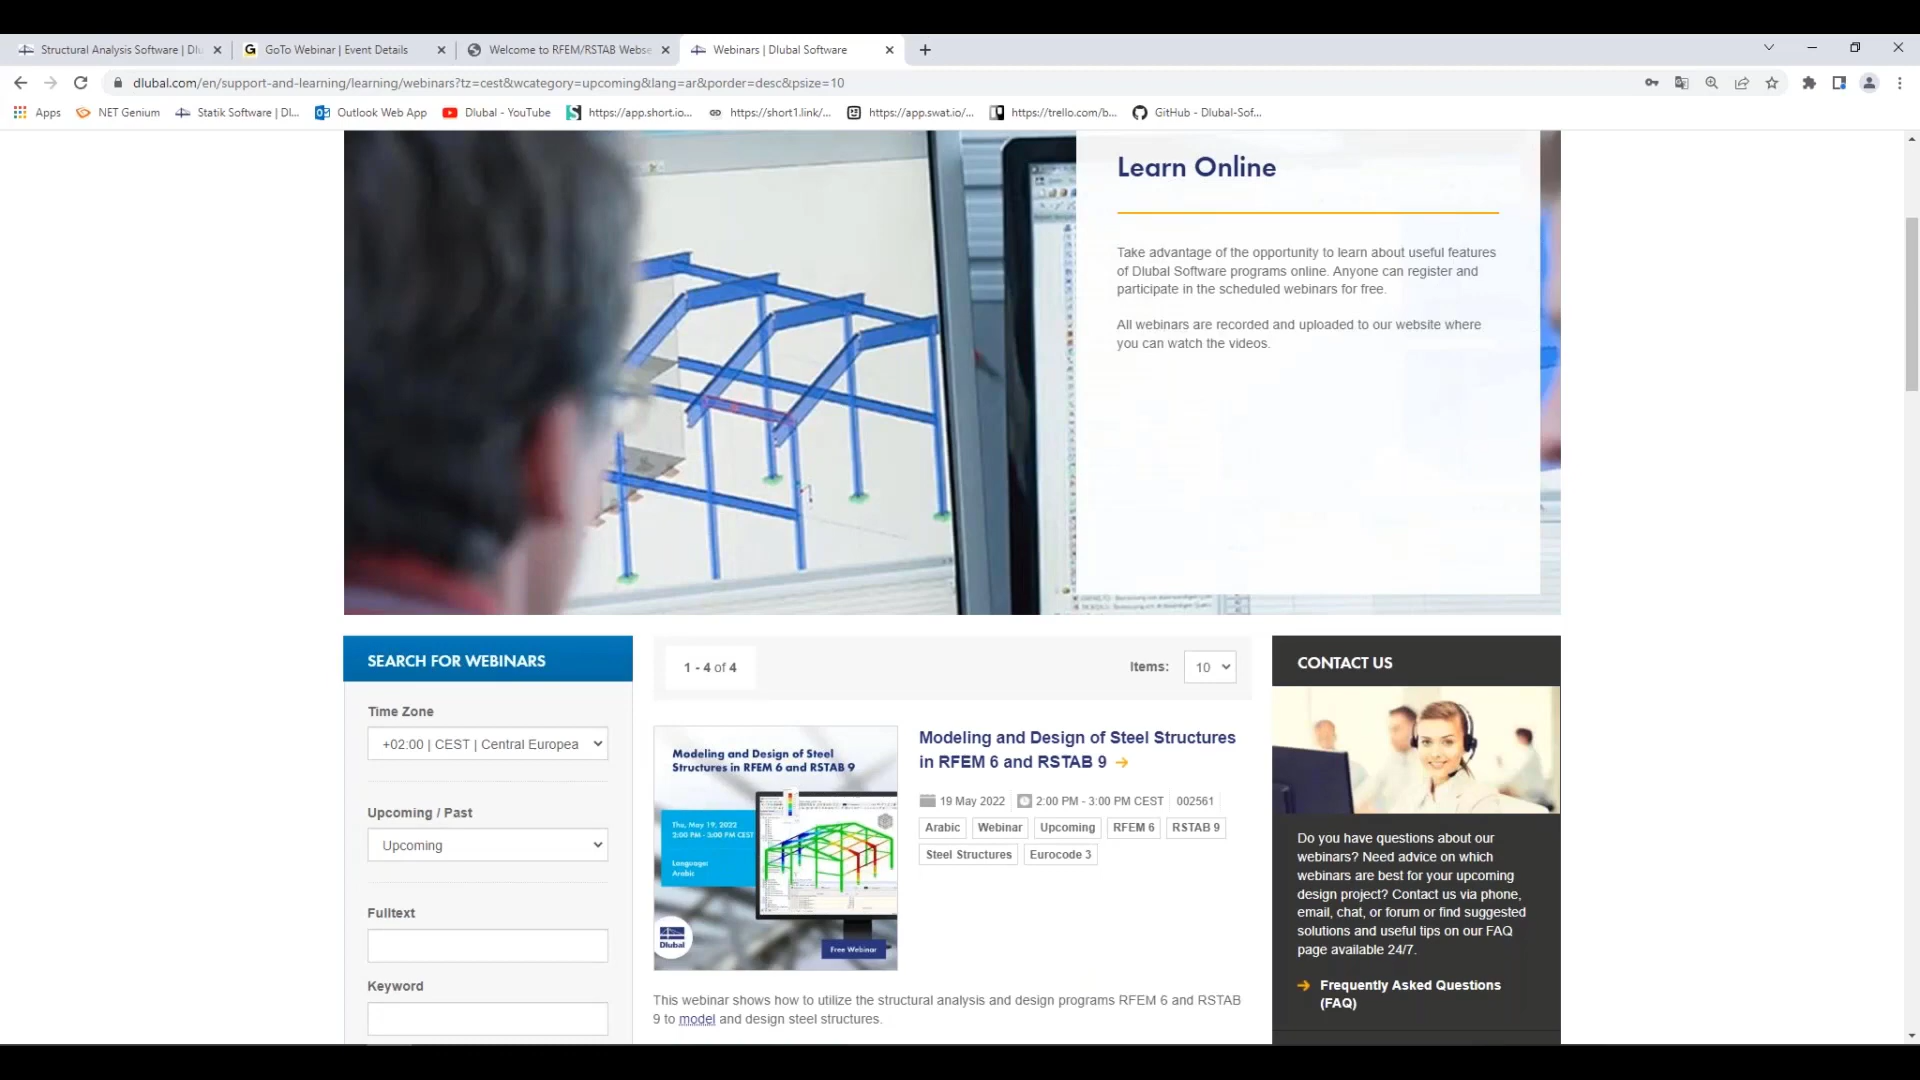 Structural Analysis Software | Dlu
GoTo Webinar | Event Details
Welcome to RFEM/RSTAB Webse
Webinars | Dlubal Software
dlubal.com/en/support-and-learning/learning/webinars?tz=cest&wcategory=upcoming&lang=ar&porder=desc&psize=10
Apps
NET Genium
Statik Software | Dl...
Outlook Web App
Dlubal - YouTube
https://app.short.io...
https://short1.link/...
https://app.swat.io/...
https://trello.com/b...
GitHub - Dlubal-Sof...
Learn Online
Take advantage of the opportunity to learn about useful features
of Dlubal Software programs online. Anyone can register and
participate in the scheduled webinars for free.
All webinars are recorded and uploaded to our website where
you can watch the videos.
SEARCH FOR WEBINARS
Time Zone
+02:00 | CEST | Central Europea
Upcoming / Past
Upcoming
Fulltext
Keyword
1 - 4 of 4
Items:
10
Modeling and Design of Steel
Structures in RFEM 6 and RSTAB 9
Thu, May 19, 2022
2:00 PM - 3:00 PM CEST
Language:
Arabic
Dlubal
Free Webinar
Modeling and Design of Steel Structures
in RFEM 6 and RSTAB 9
19 May 2022
2:00 PM - 3:00 PM CEST
002561
Arabic
Webinar
Upcoming
RFEM 6
RSTAB 9
Steel Structures
Eurocode 3
This webinar shows how to utilize the structural analysis and design programs RFEM 6 and RSTAB
9 to model and design steel structures.
CONTACT US
Do you have questions about our
webinars? Need advice on which
webinars are best for your upcoming
design project? Contact us via phone,
email, chat, or forum or find suggested
solutions and useful tips on our FAQ
page available 24/7.
Frequently Asked Questions
(FAQ)